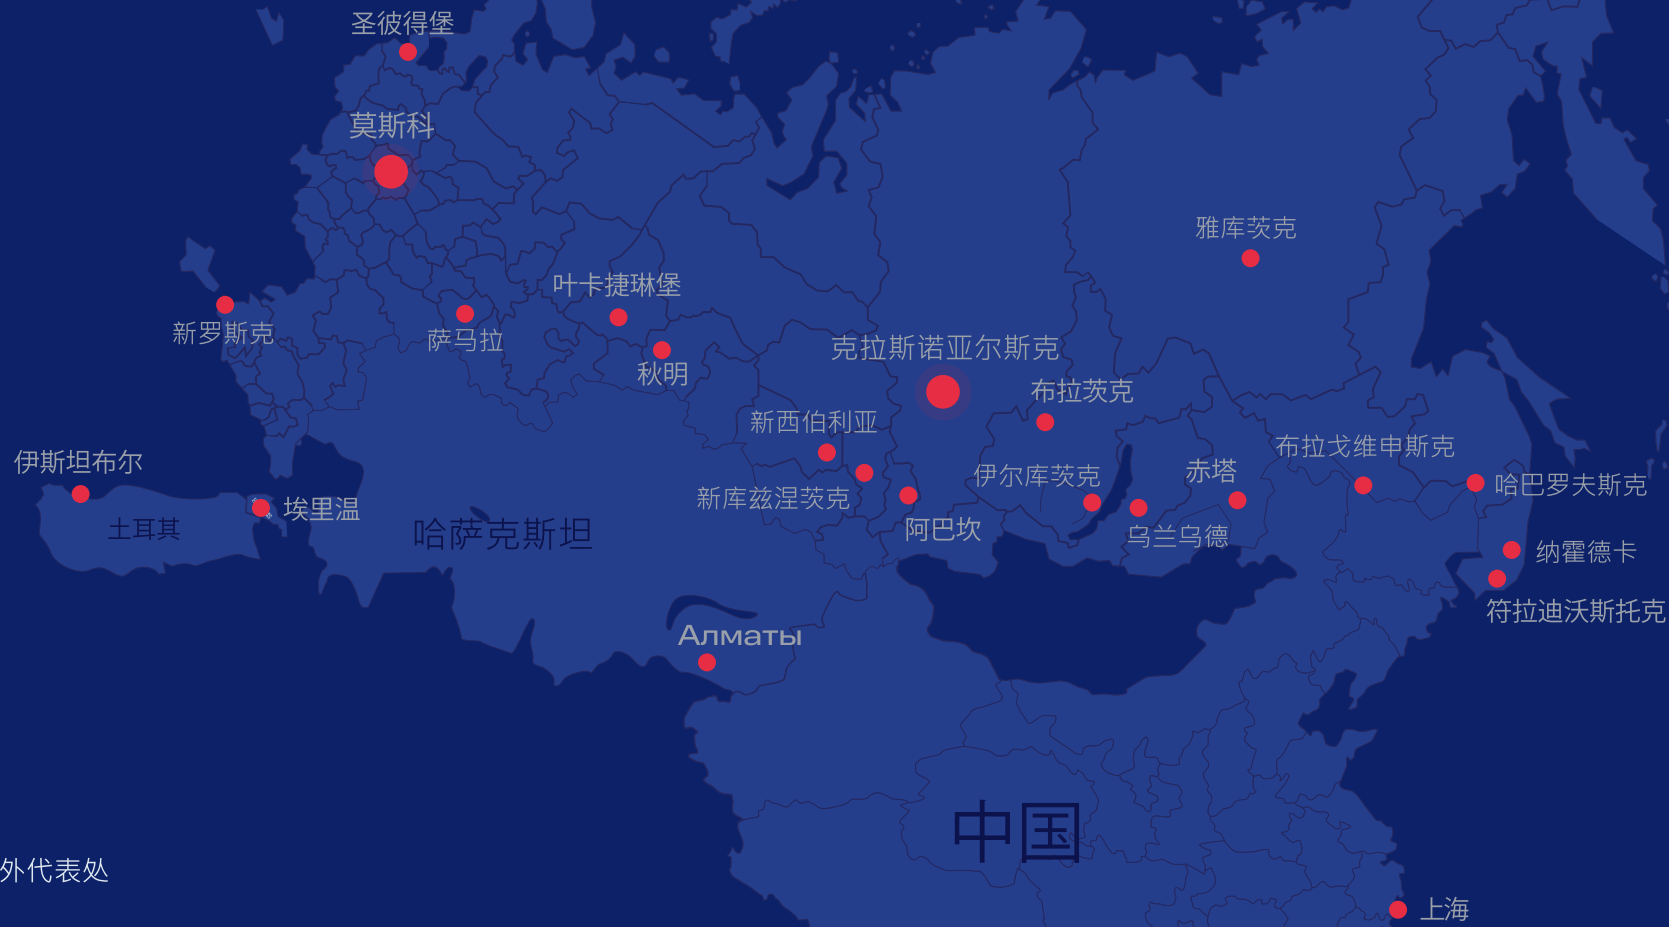 圣彼得堡
莫斯科
雅库茨克
叶卡捷琳堡
新罗斯克
萨马拉
克拉斯诺亚尔斯克
秋明
布拉茨克
新西伯利亚
布拉戈维申斯克
伊斯坦布尔
赤塔
伊尔库茨克
哈巴罗夫斯克
新库兹涅茨克
埃里温
土耳其
哈萨克斯坦
阿巴坎
乌兰乌德
纳霍德卡
符拉迪沃斯托克
Алматы
中国
外代表处
上海